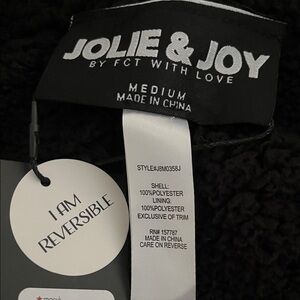 JOLIE & JOY
BY FCT WITH LOVE
MEDIUM
MADE IN CHINA
STYLE#JBM0358J
SHELL:
100%POLYESTER
LINING:
100%POLYESTER
EXCLUSIVE OF TRIM
RN# 157787
MADE IN CHINA
CARE ON REVERSE
I AM
REVERSIBLE